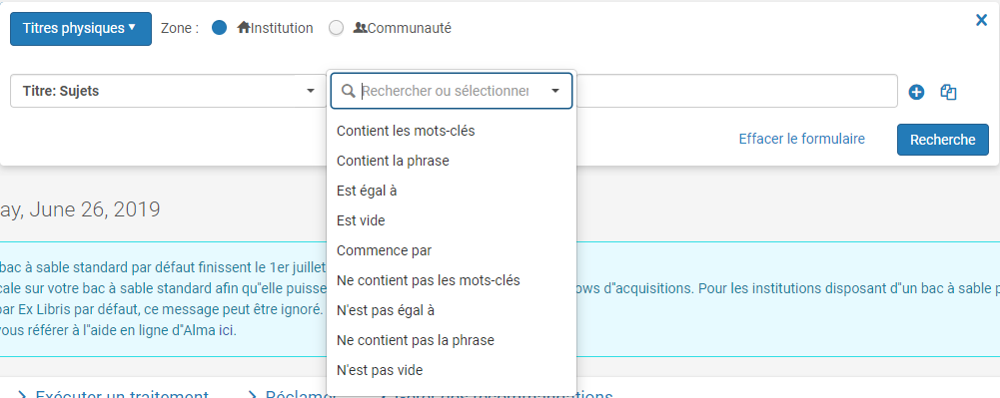 Titres physiques Zone : Institution Communauté
Titre: Sujets Rechercher ou sélectionner
Contient les mots-clés
Contient la phrase
Est égal à
Est vide
Commence par
Ne contient pas les mots-clés
N'est pas égal à
Ne contient pas la phrase
N'est pas vide
Effacer le formulaire Recherche
ay, June 26, 2019
bac à sable standard par défaut finissent le 1er juillet
cale sur votre bac à sable standard afin qu"elle puisse ows d"acquisitions. Pour les institutions disposant d"un bac à sable p
par Ex Libris par défaut, ce message peut être ignoré.
vous référer à l"aide en ligne d"Alma ici.
Exécuter un traitement Réclamer